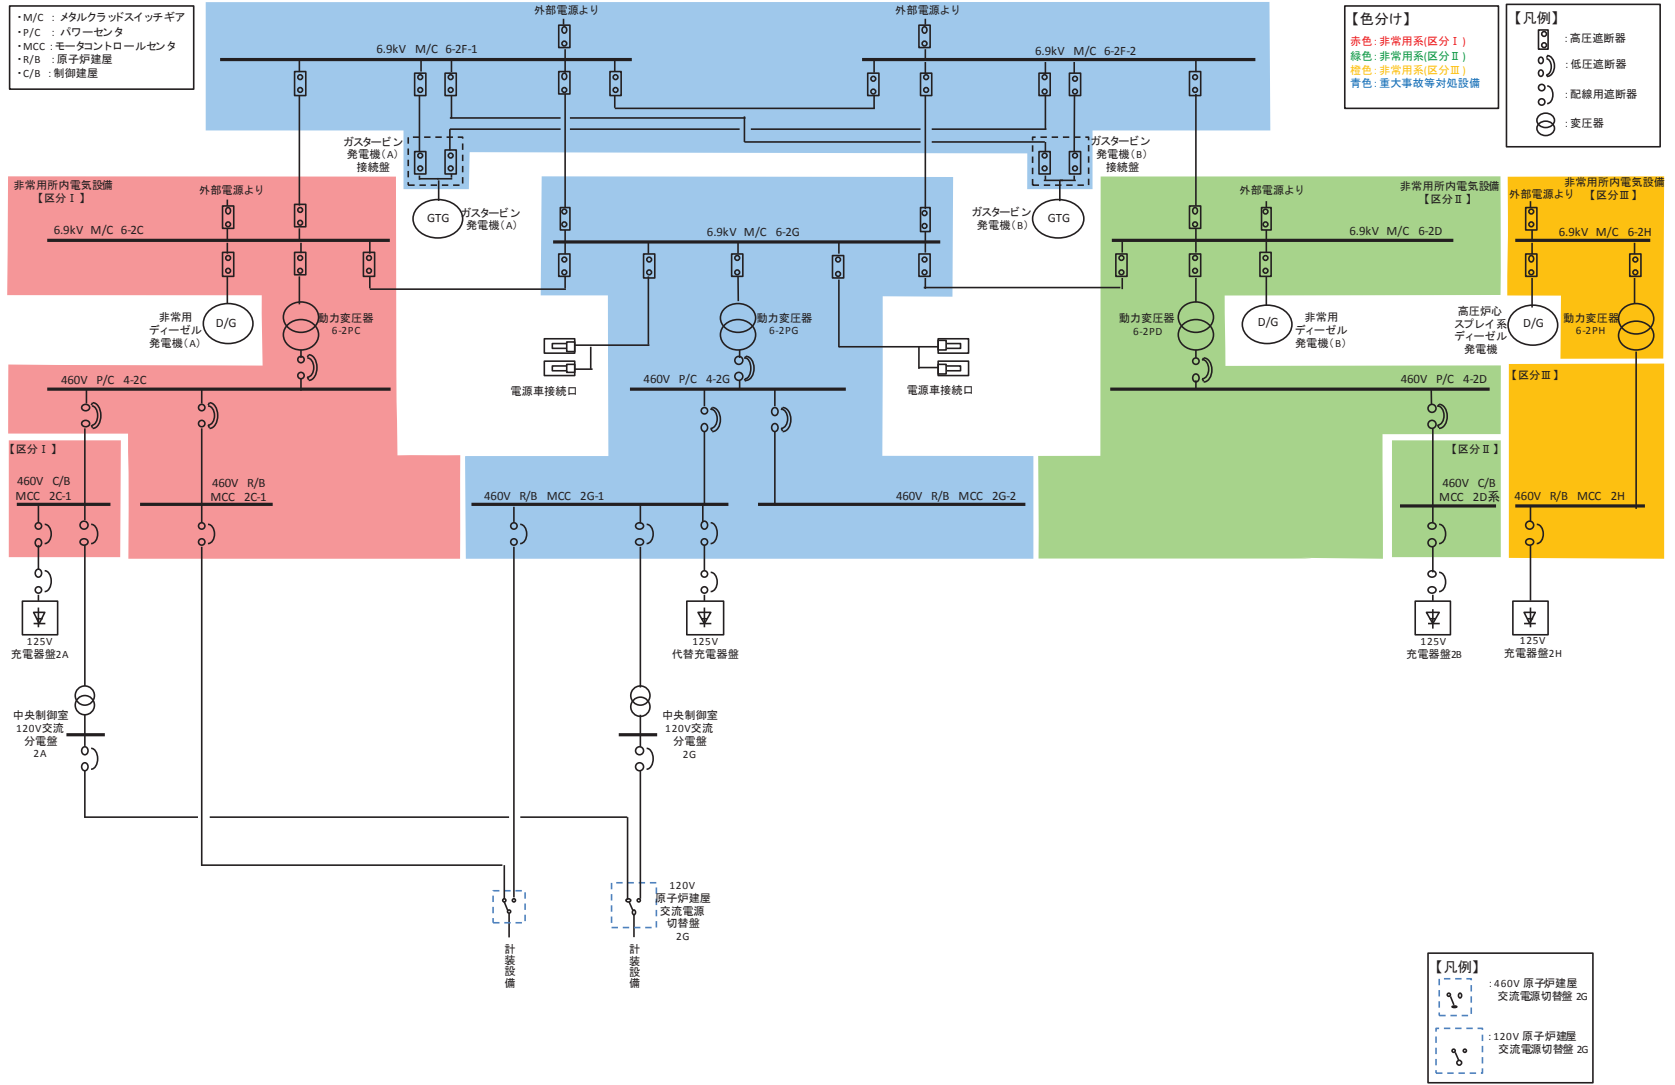 ・M/C : メタルクラッドスイッチギア
・P/C : パワーセンタ
・MCC : モータコントロールセンタ
・R/B : 原子炉建屋
・C/B : 制御建屋
外部電源より
外部電源より
【色分け】
赤色:非常用系(区分Ⅰ)
緑色:非常用系(区分Ⅱ)
橙色:非常用系(区分Ⅲ)
青色:重大事故等対処設備
【凡例】
:高圧遮断器
:低圧遮断器
:配線用遮断器
:変圧器
6.9kV M/C 6-2F-1
6.9kV M/C 6-2F-2
ガスタービン
発電機(A)
接続盤
ガスタービン
発電機(B)
接続盤
非常用所内電気設備
【区分Ⅰ】
外部電源より
GTG
ガスタービン
発電機(A)
ガスタービン
発電機(B)
GTG
外部電源より
非常用所内電気設備
【区分Ⅱ】
非常用所内電気設備
【区分Ⅲ】
外部電源より
6.9kV M/C 6-2C
6.9kV M/C 6-2G
6.9kV M/C 6-2D
6.9kV M/C 6-2H
非常用
ディーゼル
発電機(A)
D/G
動力変圧器
6-2PC
動力変圧器
6-2PG
動力変圧器
6-2PD
D/G
非常用
ディーゼル
発電機(B)
高圧炉心
スプレイ系
ディーゼル
発電機
D/G
動力変圧器
6-2PH
460V P/C 4-2C
電源車接続口
460V P/C 4-2G
電源車接続口
460V P/C 4-2D
【区分Ⅲ】
【区分Ⅰ】
【区分Ⅱ】
460V C/B
MCC 2C-1
460V R/B
MCC 2C-1
460V R/B MCC 2G-1
460V R/B MCC 2G-2
460V C/B
MCC 2D系
460V R/B MCC 2H
125V
充電器盤2A
125V
代替充電器盤
125V
充電器盤2B
125V
充電器盤2H
中央制御室
120V交流
分電盤
2A
中央制御室
120V交流
分電盤
2G
120V
原子炉建屋
交流電源
切替盤
2G
計装設備
計装設備
【凡例】
:460V 原子炉建屋
交流電源切替盤 2G
:120V 原子炉建屋
交流電源切替盤 2G